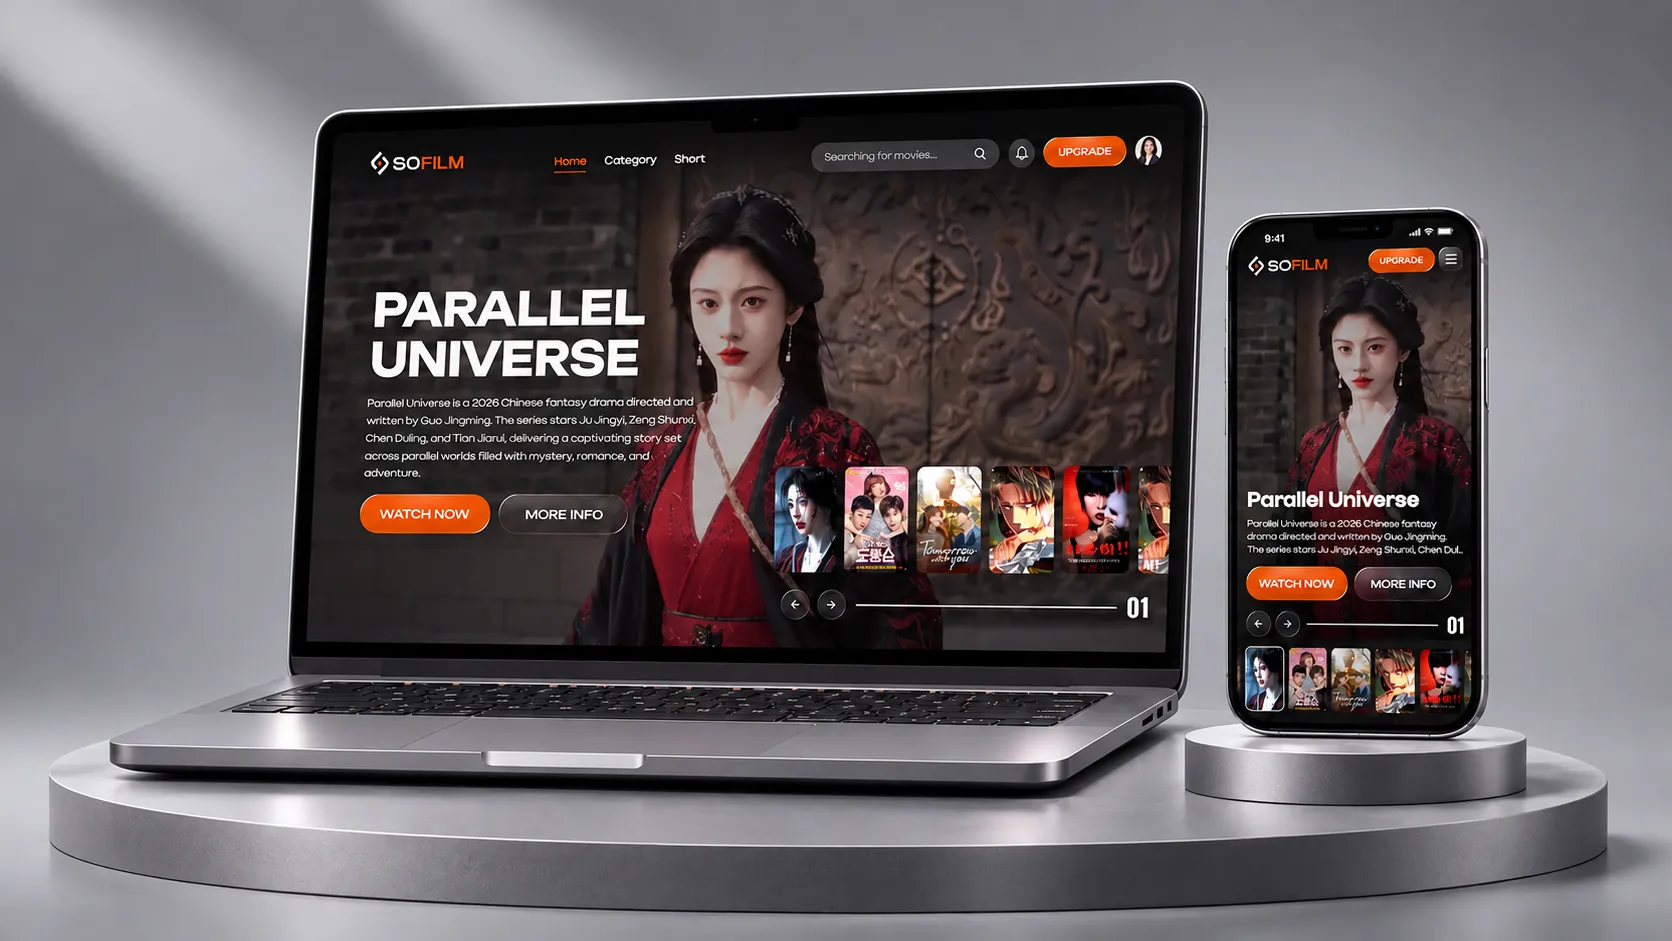 SOFILM
Home Category Short
Searching for movies...
UPGRADE
PARALLEL
UNIVERSE
Parallel Universe is a 2026 Chinese fantasy drama directed and
written by Guo Jingming. The series stars Ju Jingyi, Zeng Shunxi,
Chen Duling, and Tian Jiarui, delivering a captivating story set
across parallel worlds filled with mystery, romance, and
adventure.
WATCH NOW
MORE INFO
Tomorrow
with you
01
9:41
SOFILM
UPGRADE
Parallel Universe
Parallel Universe is a 2026 Chinese fantasy
drama directed and written by Guo Jingming.
The series stars Ju Jingyi, Zeng Shunxi, Chen Dul...
WATCH NOW
MORE INFO
01